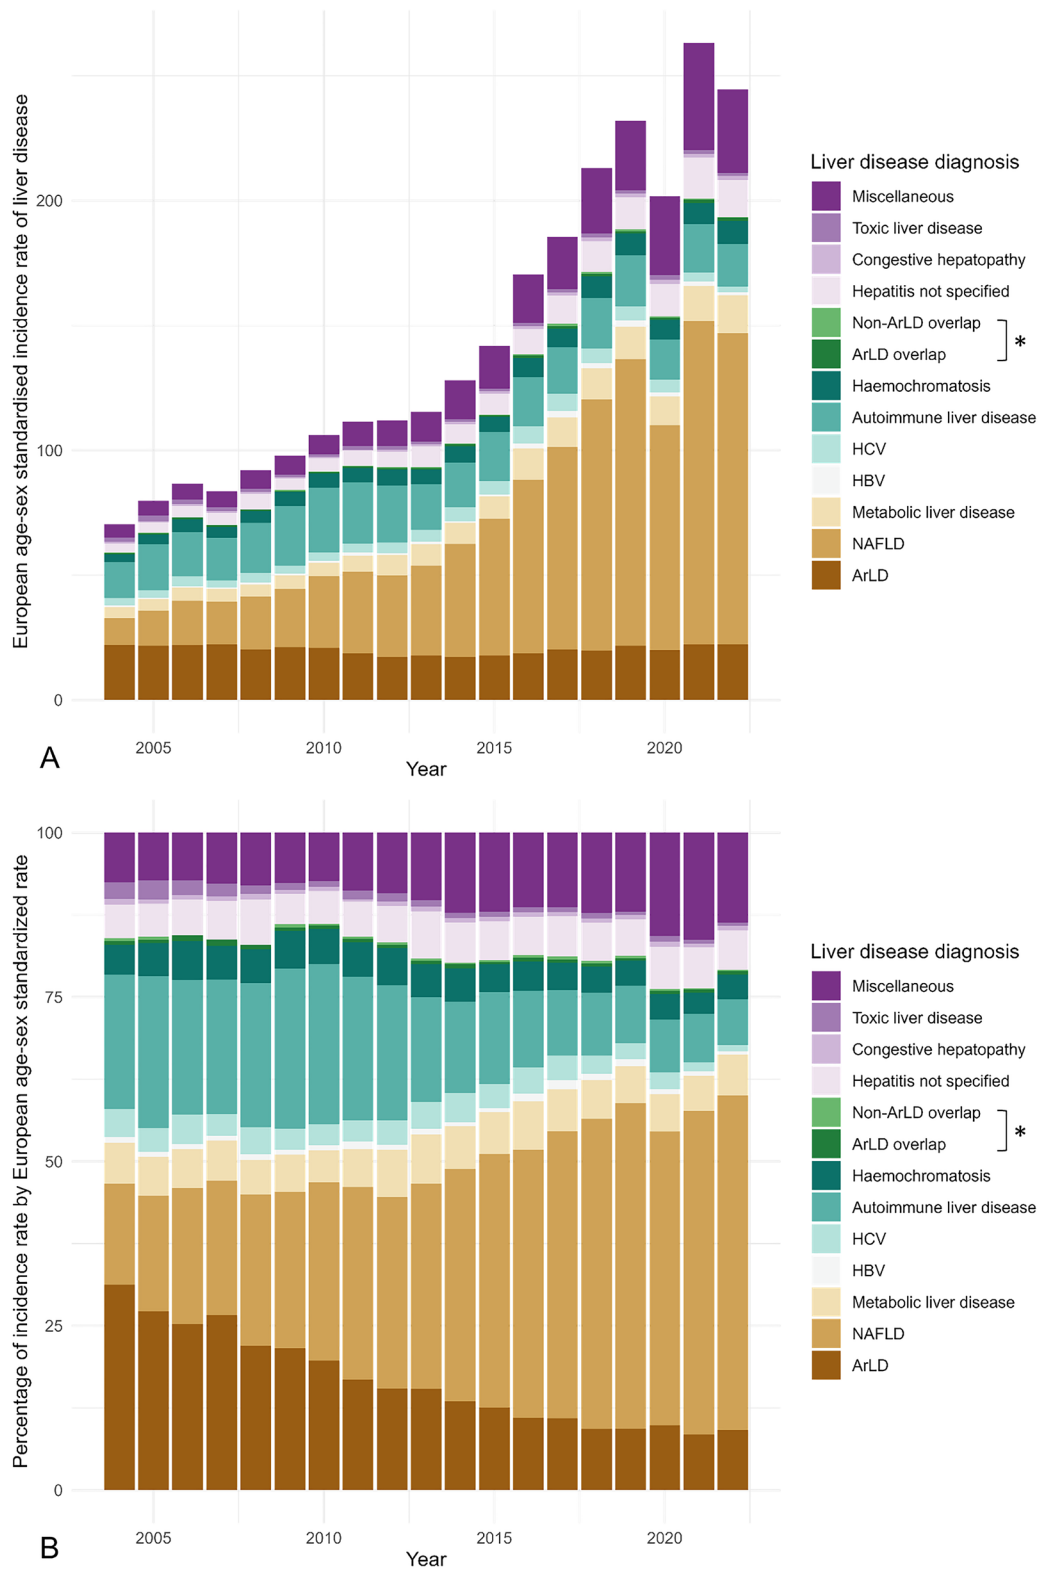 European age-sex standardised incidence rate of liver disease
200
100
0
2005 2010 2015 2020
Year
A
Liver disease diagnosis
Miscellaneous
Toxic liver disease
Congestive hepatopathy
Hepatitis not specified
Non-ArLD overlap
ArLD overlap
*
Haemochromatosis
Autoimmune liver disease
HCV
HBV
Metabolic liver disease
NAFLD
ArLD
Percentage of incidence rate by European age-sex standardized rate
100
75
50
25
0
2005 2010 2015 2020
Year
B
Liver disease diagnosis
Miscellaneous
Toxic liver disease
Congestive hepatopathy
Hepatitis not specified
Non-ArLD overlap
ArLD overlap
*
Haemochromatosis
Autoimmune liver disease
HCV
HBV
Metabolic liver disease
NAFLD
ArLD